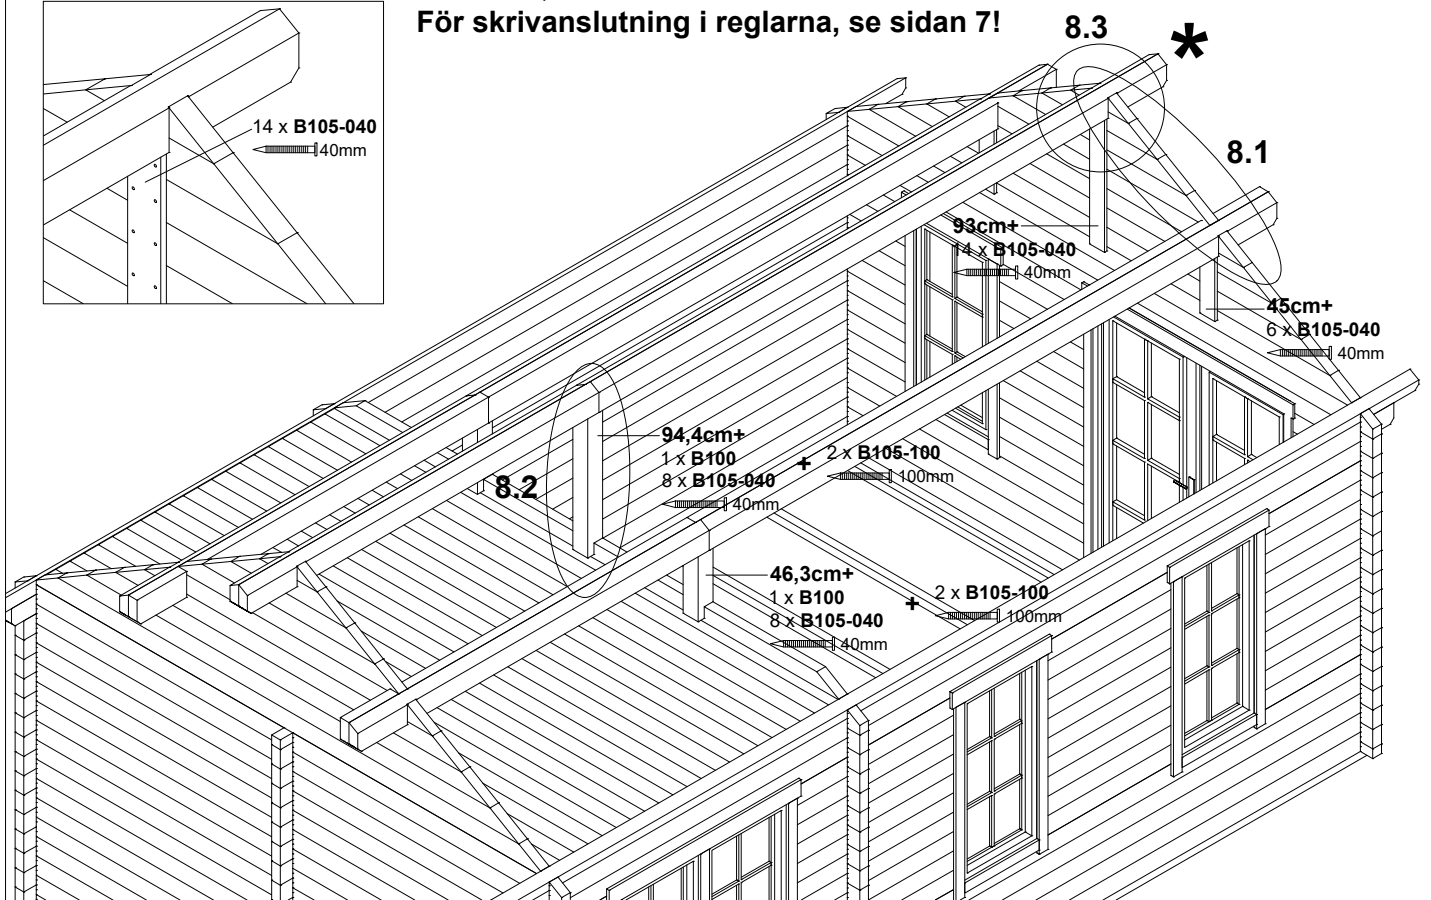 För skrivanslutning i reglarna, se sidan 7!
8.3
*
14 x B105-040
40mm
8.1
93cm+
14 x B105-040
40mm
45cm+
6 x B105-040
40mm
94,4cm+
1 x B100
8 x B105-040
40mm
+
2 x B105-100
100mm
8.2
46,3cm+
1 x B100
8 x B105-040
40mm
+
2 x B105-100
100mm